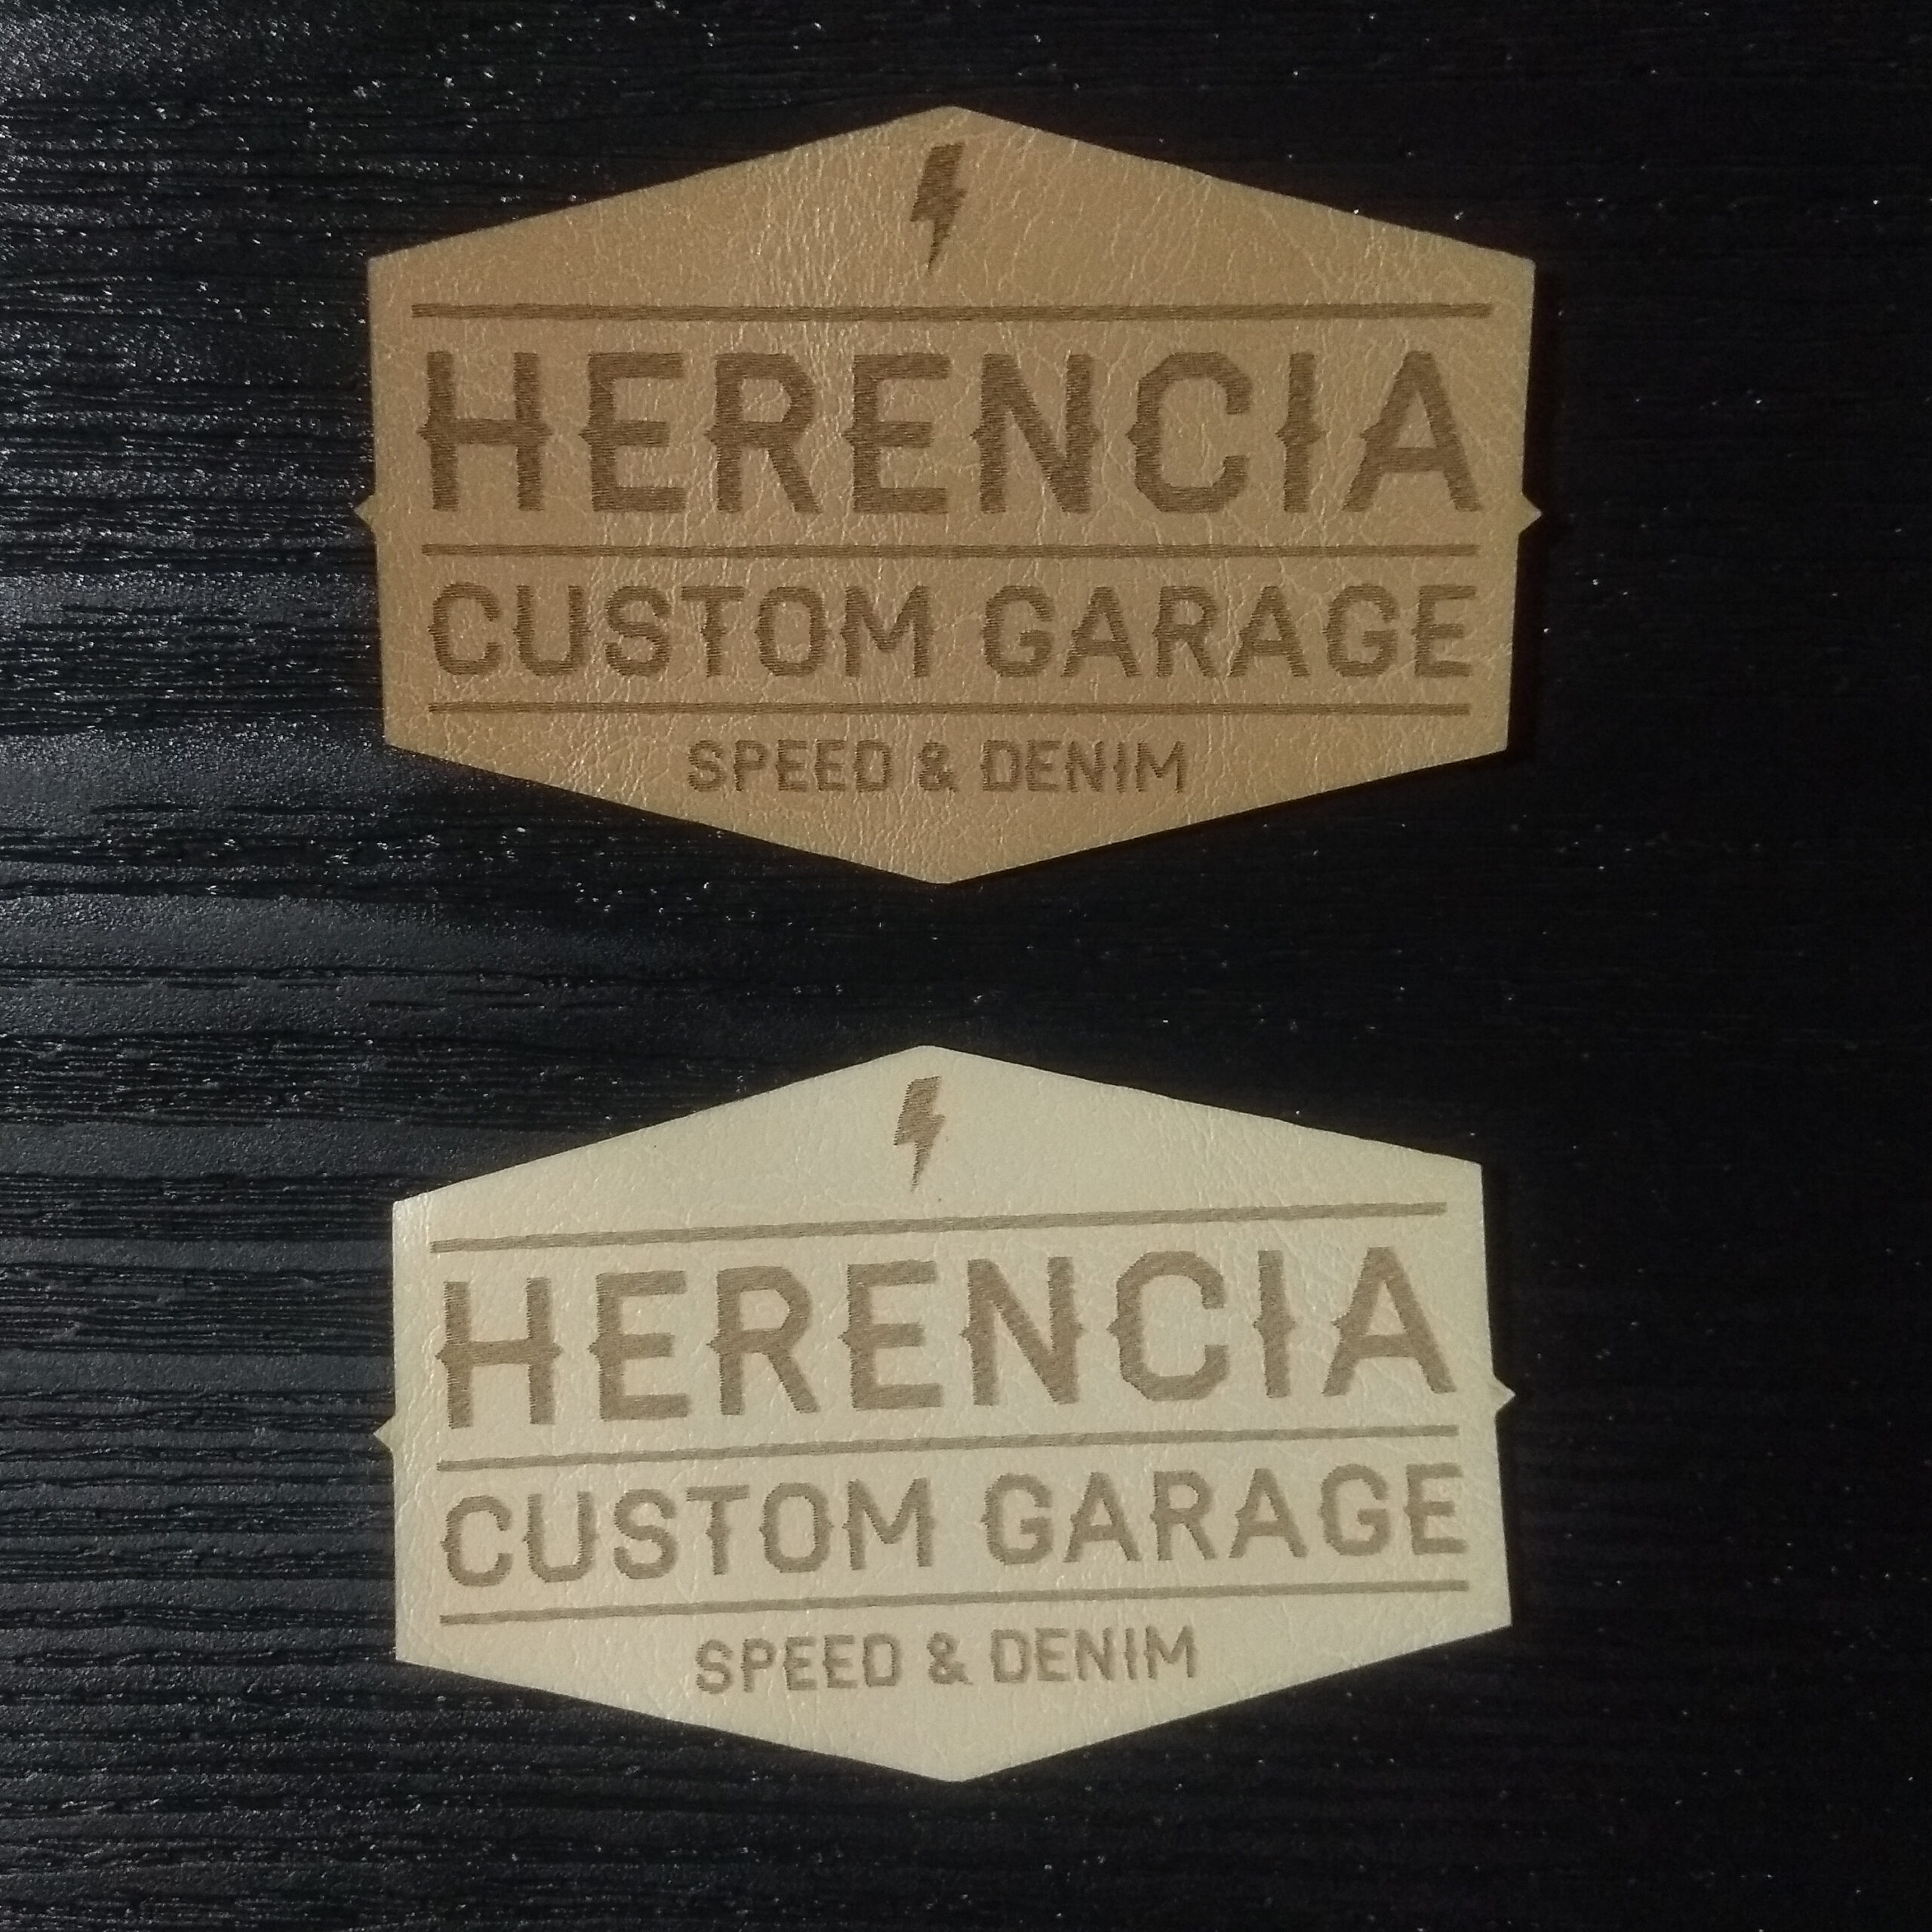 HERENCIA
CUSTOM GARAGE
SPEED & DENIM
HERENCIA
CUSTOM GARAGE
SPEED & DENIM